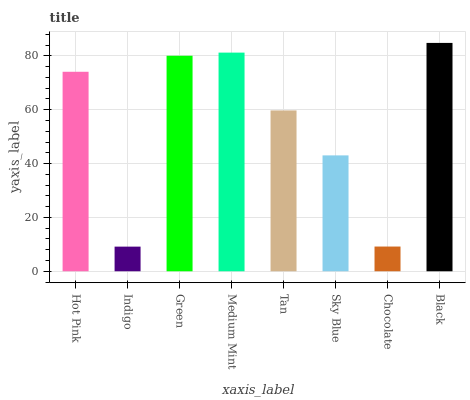 title
yaxis_label
80
60
40
20
0
Hot Pink
Indigo
Green
Medium Mint
Tan
Sky Blue
Chocolate
Black
xaxis_label